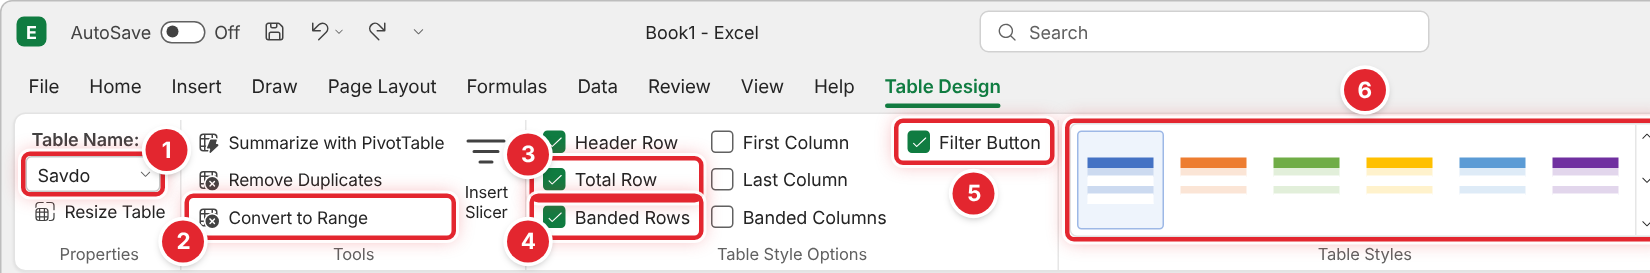 E AutoSave Off Book1 - Excel Search
File Home Insert Draw Page Layout Formulas Data Review View Help Table Design
6
Table Name:
1
Savdo
Resize Table
Properties
Summarize with PivotTable
Remove Duplicates
2
Convert to Range
Insert
Slicer
Tools
3
Header Row
Total Row
4
Banded Rows
First Column
Last Column
Banded Columns
Filter Button
5
Table Style Options
Table Styles